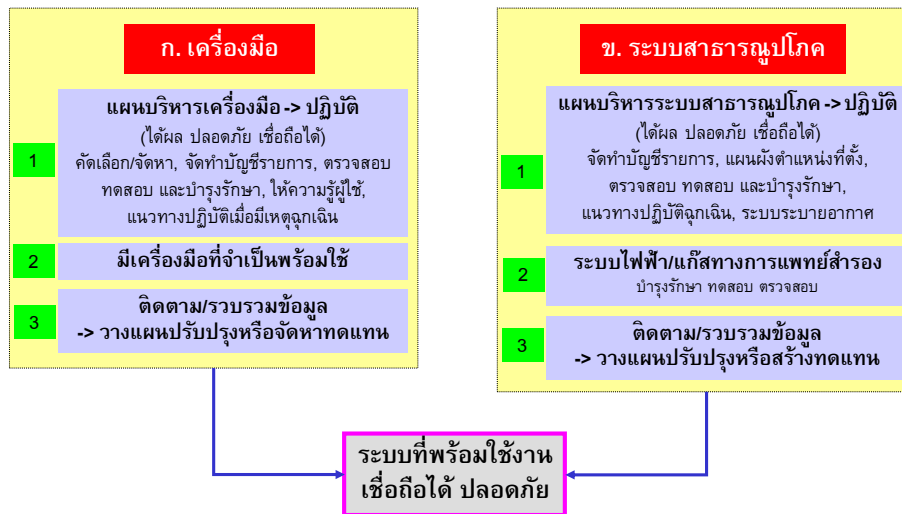 ก. เครื่องมือ
1
แผนบริหารเครื่องมือ -> ปฏิบัติ
(ได้ผล ปลอดภัย เชื่อถือได้)
คัดเลือก/จัดหา, จัดทำบัญชีรายการ, ตรวจสอบ
ทดสอบ และบำรุงรักษา, ให้ความรู้ผู้ใช้,
แนวทางปฏิบัติเมื่อมีเหตุฉุกเฉิน
2
มีเครื่องมือที่จำเป็นพร้อมใช้
3
ติดตาม/รวบรวมข้อมูล
-> วางแผนปรับปรุงหรือจัดหาทดแทน
ข. ระบบสาธารณูปโภค
1
แผนบริหารระบบสาธารณูปโภค -> ปฏิบัติ
(ได้ผล ปลอดภัย เชื่อถือได้)
จัดทำบัญชีรายการ, แผนผังตำแหน่งที่ตั้ง,
ตรวจสอบ ทดสอบ และบำรุงรักษา,
แนวทางปฏิบัติฉุกเฉิน, ระบบระบายอากาศ
2
ระบบไฟฟ้า/แก๊สทางการแพทย์สำรอง
บำรุงรักษา ทดสอบ ตรวจสอบ
3
ติดตาม/รวบรวมข้อมูล
-> วางแผนปรับปรุงหรือสร้างทดแทน
ระบบที่พร้อมใช้งาน
เชื่อถือได้ ปลอดภัย